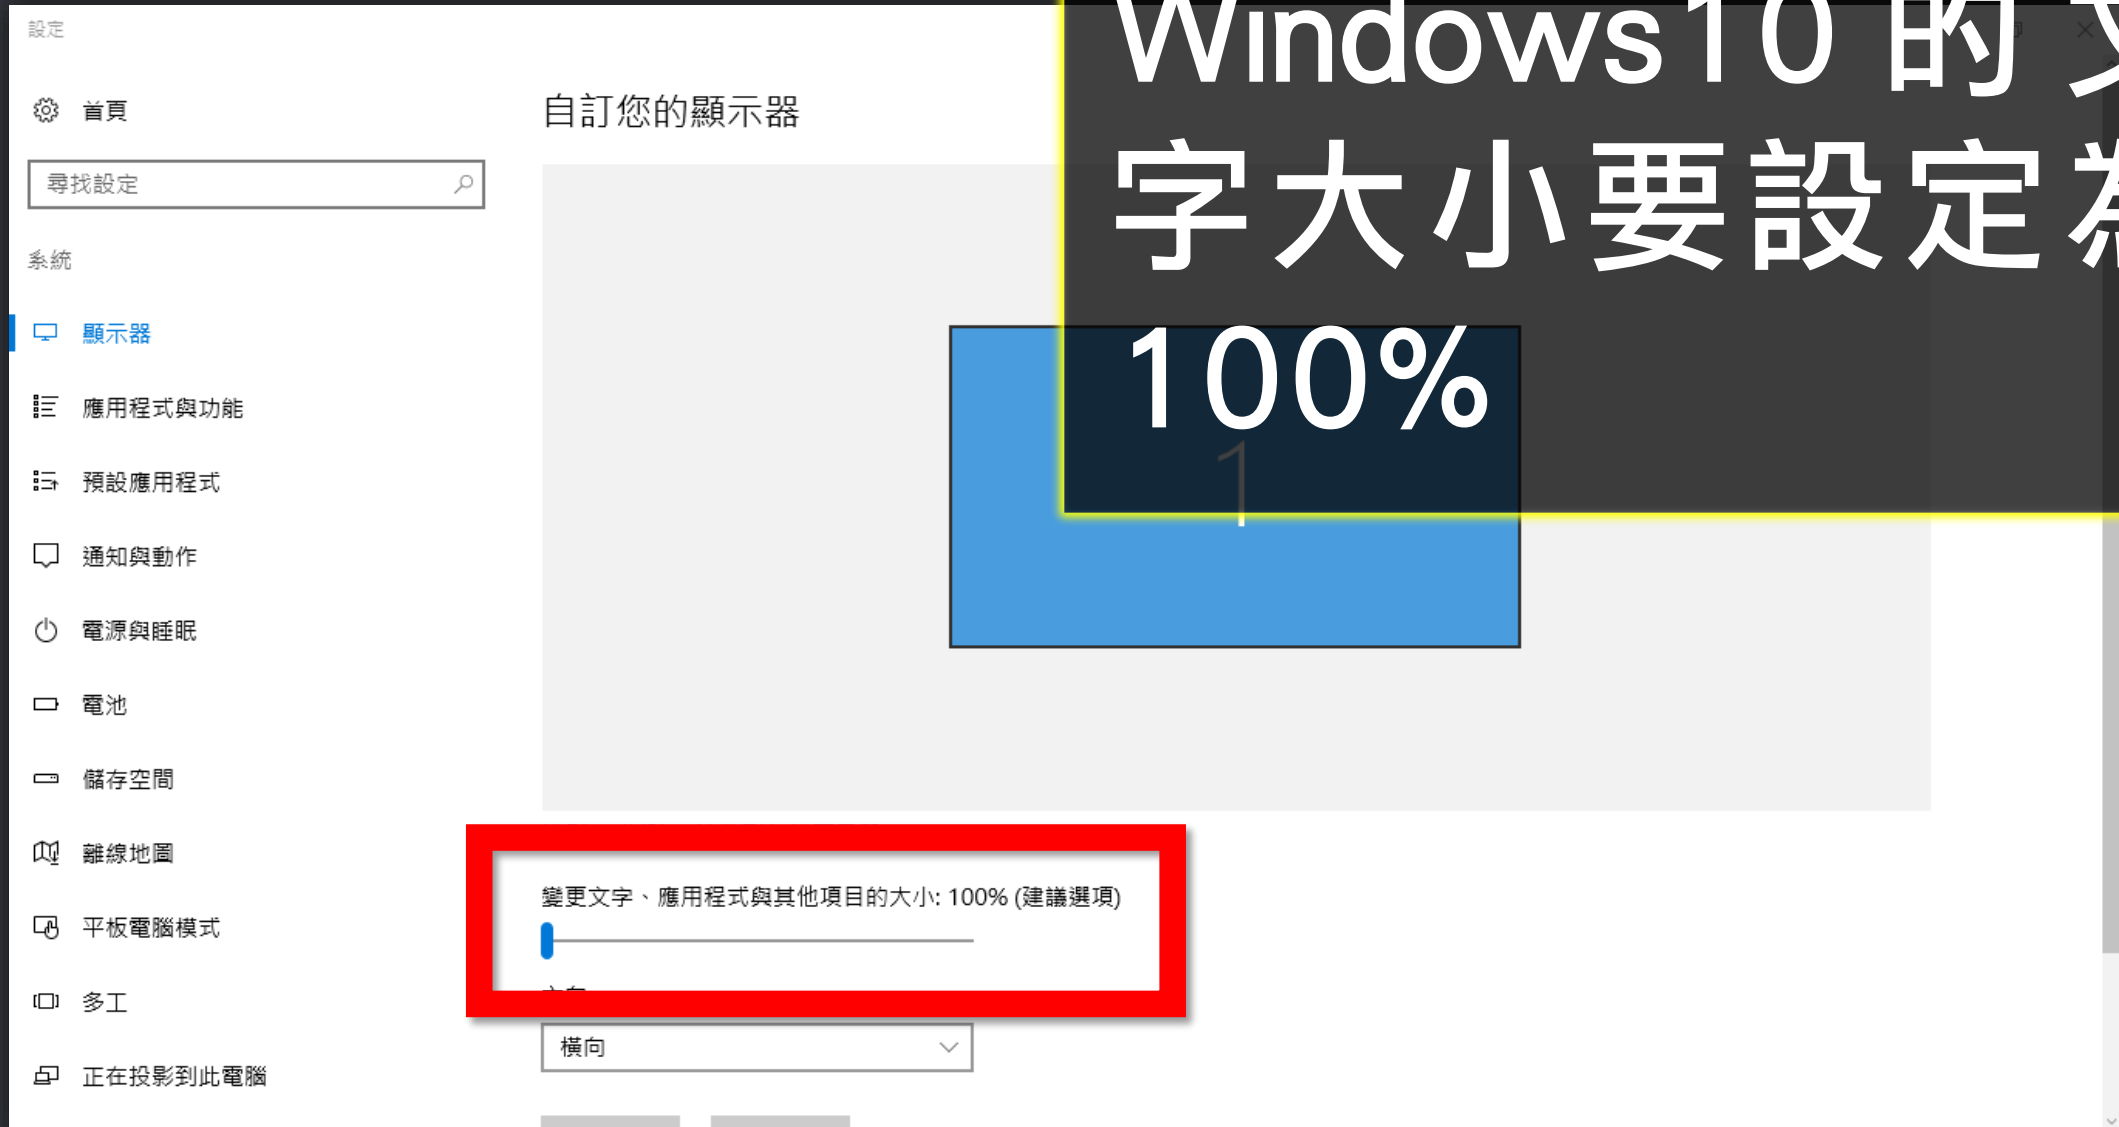 設定
首頁
尋找設定
系統
顯示器
應用程式與功能
預設應用程式
通知與動作
電源與睡眠
電池
儲存空間
離線地圖
平板電腦模式
多工
正在投影到此電腦
自訂您的顯示器
Windows10 的 文
字大小要設定為
100%
1
變更文字、應用程式與其他項目的大小: 100% (建議選項)
橫向